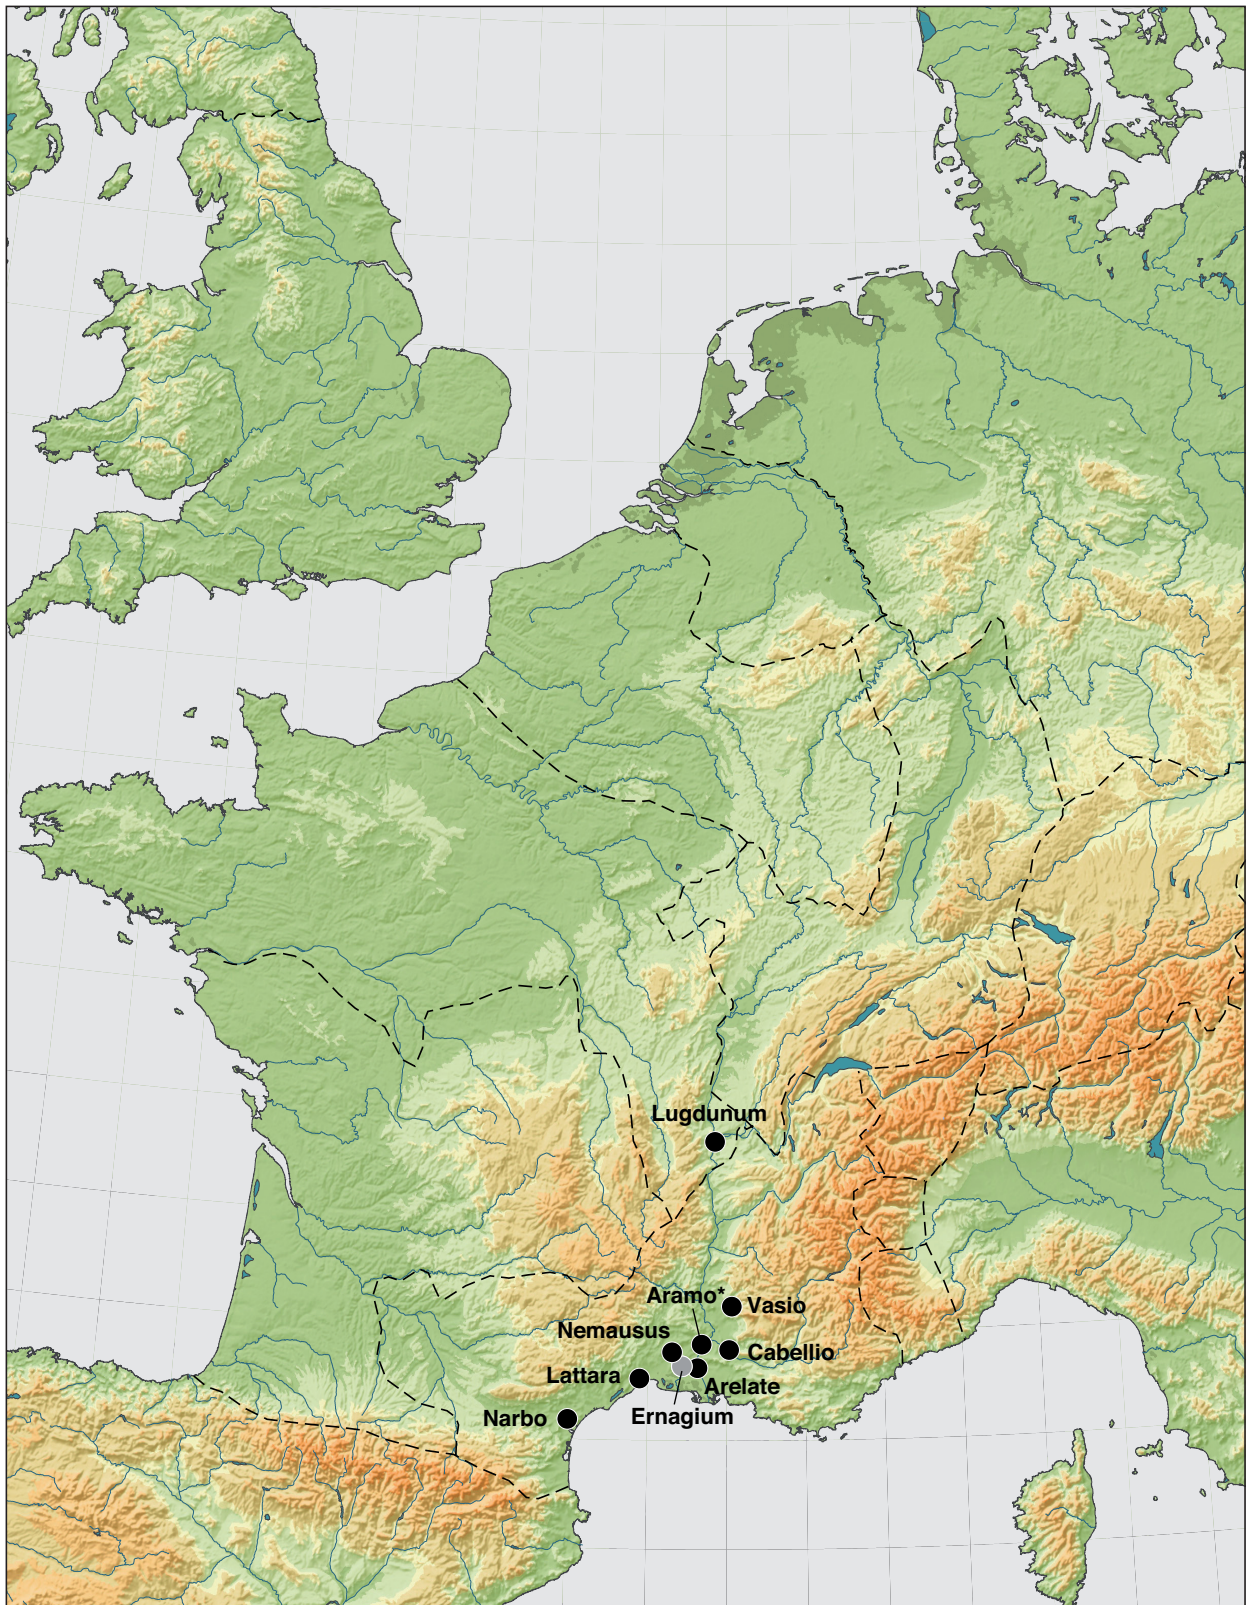 Lugdunum
Aramo*
Vasio
Nemausus
Cabellio
Lattara
Arelate
Ernagium
Narbo